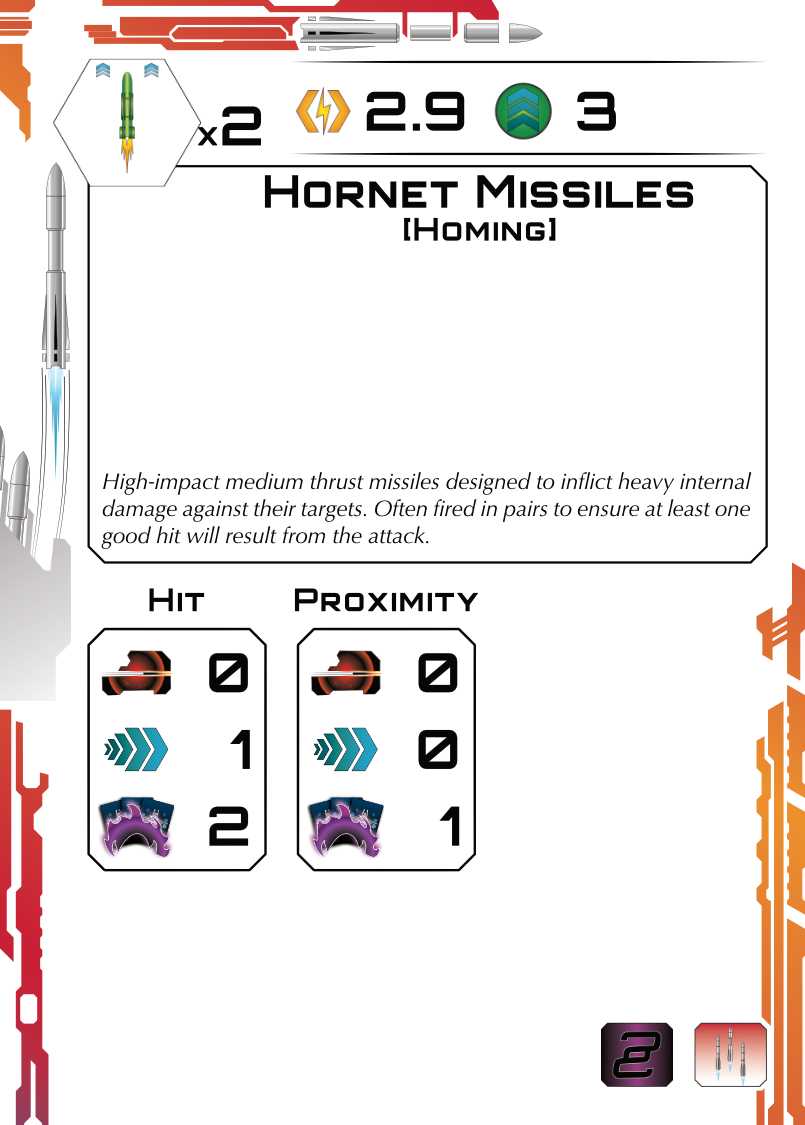 x2 2.9 3
Hornet Missiles
[Homing]
High-impact medium thrust missiles designed to inflict heavy internal
damage against their targets. Often fired in pairs to ensure at least one
good hit will result from the attack.
Hit Proximity
0 0
1 0
2 1
2